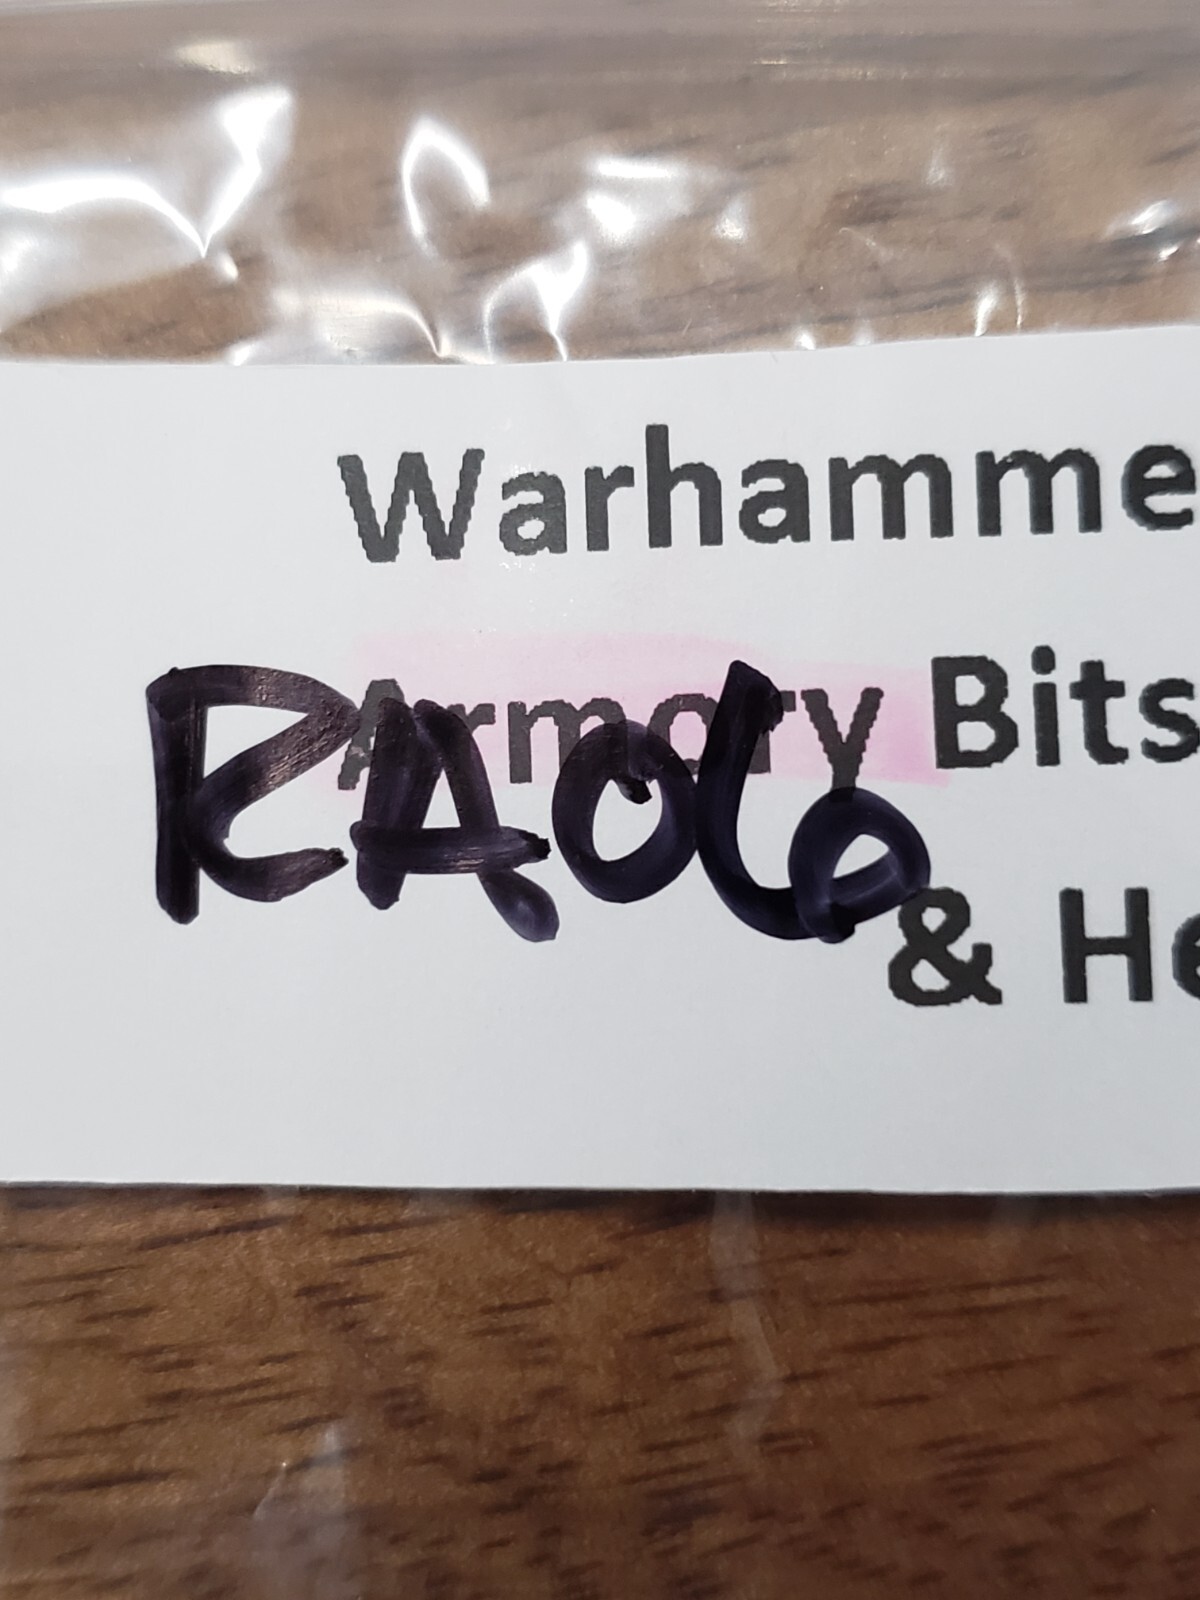 Warhamme
Armory Bits
RA06
& He